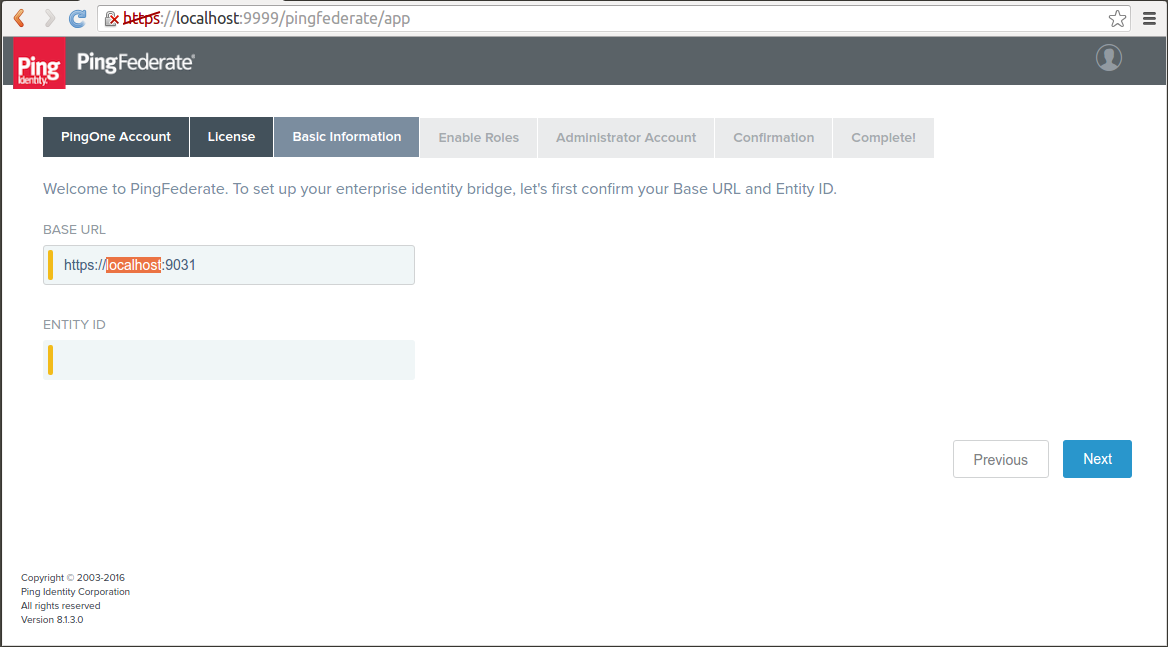 https://localhost:9999/pingfederate/app
Ping
Identity.
PingFederate®
PingOne Account License Basic Information Enable Roles Administrator Account Confirmation Complete!
Welcome to PingFederate. To set up your enterprise identity bridge, let's first confirm your Base URL and Entity ID.
BASE URL
https://localhost:9031
ENTITY ID
Previous Next
Copyright © 2003-2016
Ping Identity Corporation
All rights reserved
Version 8.1.3.0